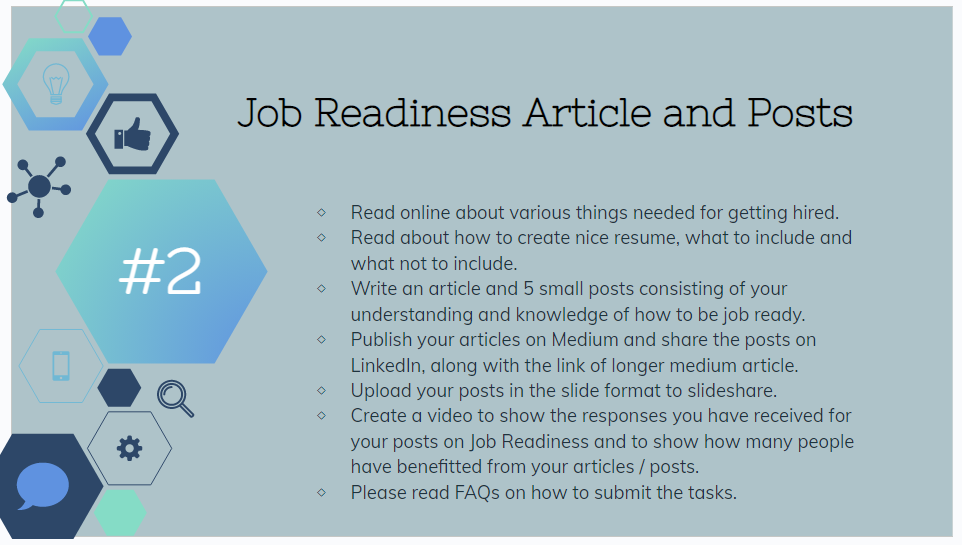 Job Readiness Article and Posts
#2
Read online about various things needed for getting hired.
Read about how to create nice resume, what to include and
what not to include.
Write an article and 5 small posts consisting of your
understanding and knowledge of how to be job ready.
Publish your articles on Medium and share the posts on
LinkedIn, along with the link of longer medium article.
Upload your posts in the slide format to slideshare.
Create a video to show the responses you have received for
your posts on Job Readiness and to show how many people
have benefitted from your articles / posts.
Please read FAQs on how to submit the tasks.